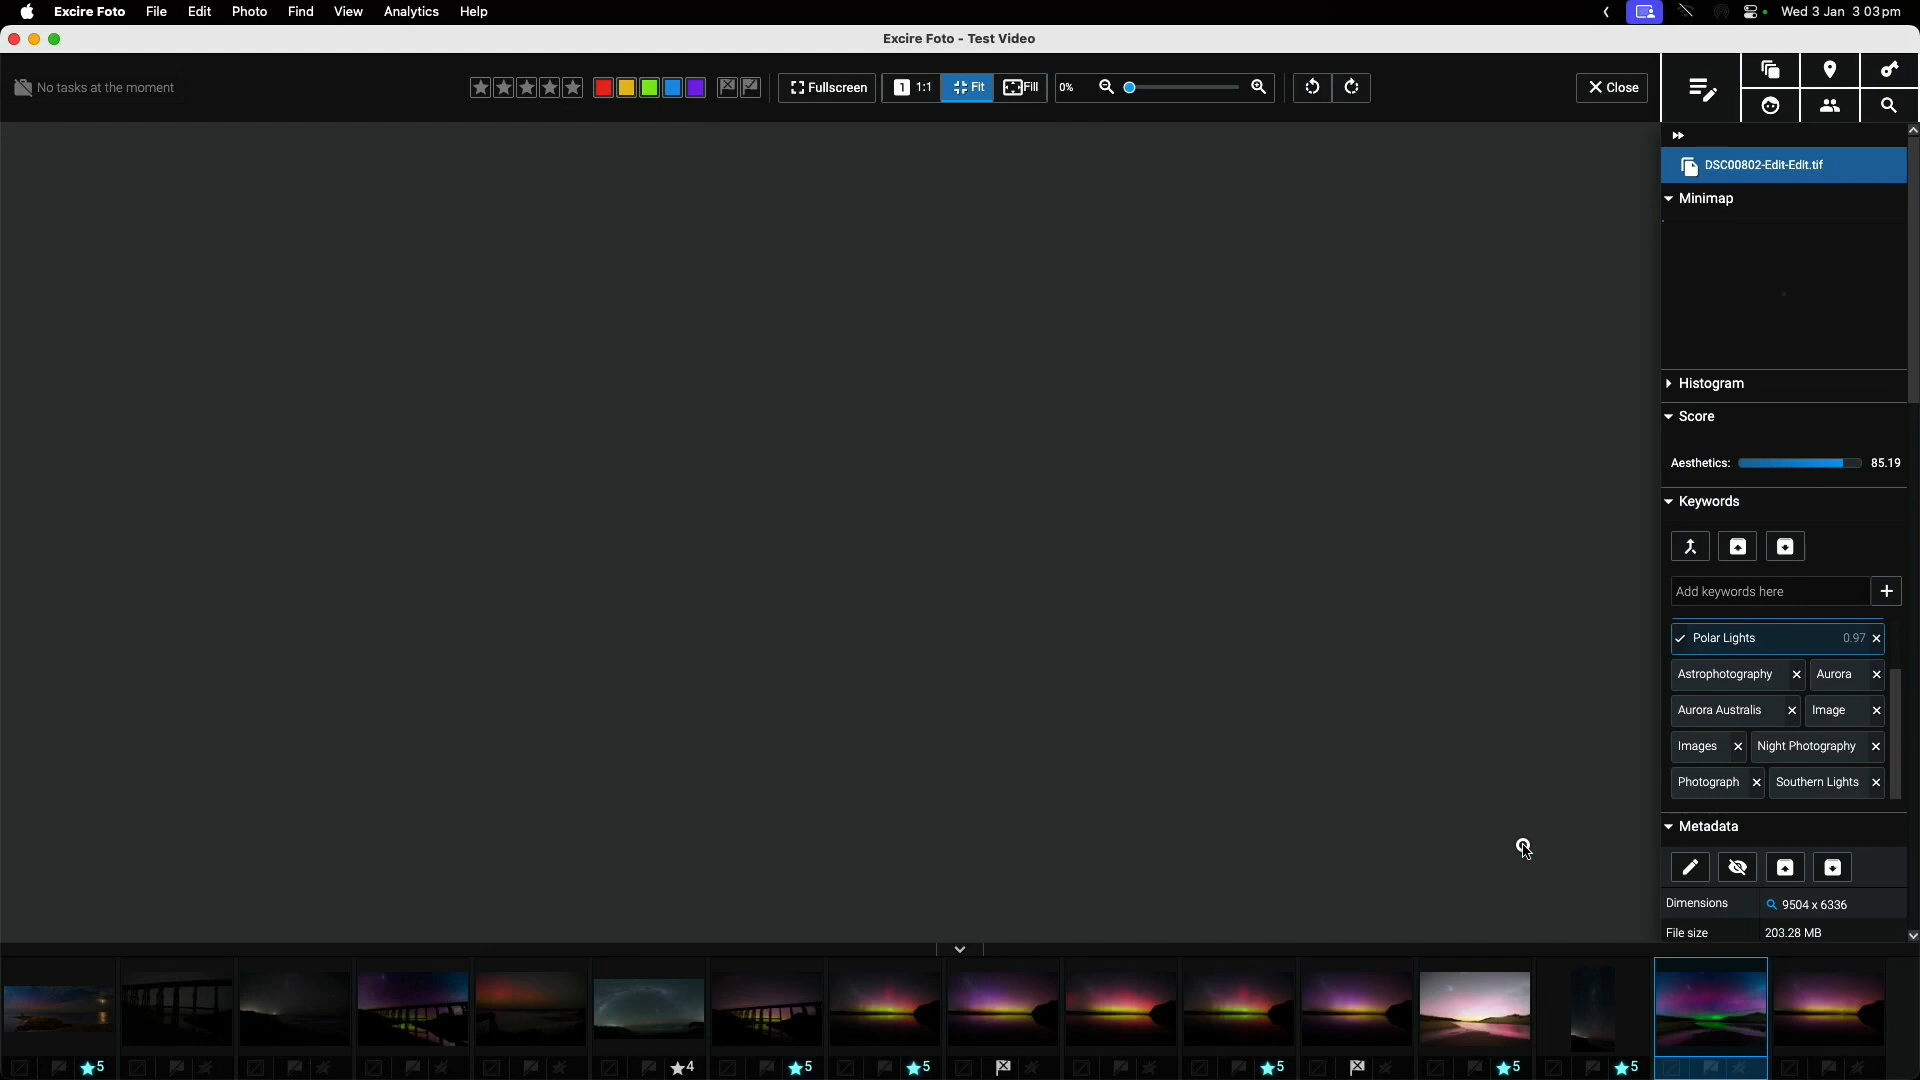 Excire Foto File Edit Photo Find View Analytics Help Wed 3 Jan 3 03 pm
Excire Foto - Test Video
No tasks at the moment Fullscreen 1 1:1 Fit Fill 0% Close
DSC00802-Edit-Edit.tif
Minimap
Histogram
Score
Aesthetics: 85.19
Keywords
Add keywords here
Polar Lights 0.97
Astrophotography Aurora
Aurora Australis Image
Images Night Photography
Photograph Southern Lights
Metadata
Dimensions 9504 x 6336
File size 203.28 MB
5 4 5 5 5 5 5